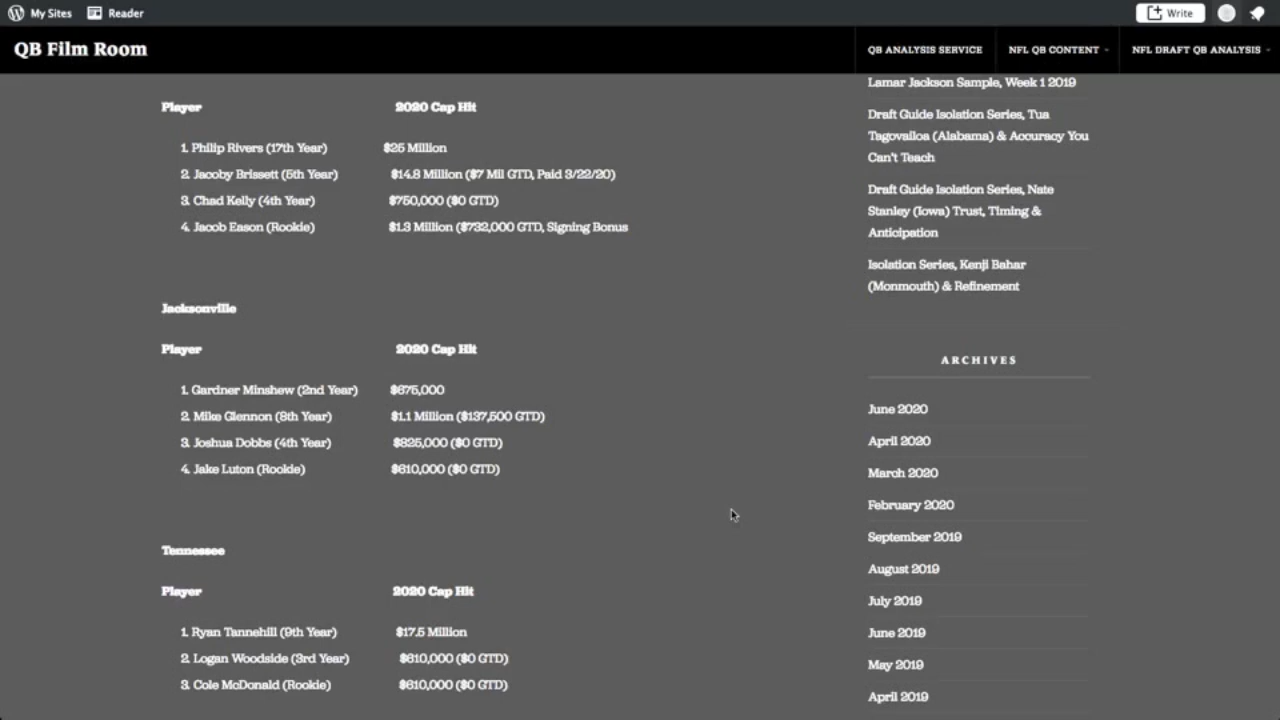 My Sites Reader Write
QB Film Room QB ANALYSIS SERVICE NFL QB CONTENT NFL DRAFT QB ANALYSIS
Player 2020 Cap Hit
1. Philip Rivers (17th Year) $25 Million
2. Jacoby Brissett (5th Year) $14.8 Million ($7 Mil GTD, Paid 3/22/20)
3. Chad Kelly (4th Year) $750,000 ($0 GTD)
4. Jacob Eason (Rookie) $1.3 Million ($732,000 GTD, Signing Bonus
Jacksonville
Player 2020 Cap Hit
1. Gardner Minshew (2nd Year) $675,000
2. Mike Glennon (8th Year) $1.1 Million ($137,500 GTD)
3. Joshua Dobbs (4th Year) $825,000 ($0 GTD)
4. Jake Luton (Rookie) $610,000 ($0 GTD)
Tennessee
Player 2020 Cap Hit
1. Ryan Tannehill (9th Year) $17.5 Million
2. Logan Woodside (3rd Year) $610,000 ($0 GTD)
3. Cole McDonald (Rookie) $610,000 ($0 GTD)
Lamar Jackson Sample, Week 1 2019
Draft Guide Isolation Series, Tua
Tagovailoa (Alabama) & Accuracy You
Can't Teach
Draft Guide Isolation Series, Nate
Stanley (Iowa) Trust, Timing &
Anticipation
Isolation Series, Kenji Bahar
(Monmouth) & Refinement
ARCHIVES
June 2020
April 2020
March 2020
February 2020
September 2019
August 2019
July 2019
June 2019
May 2019
April 2019